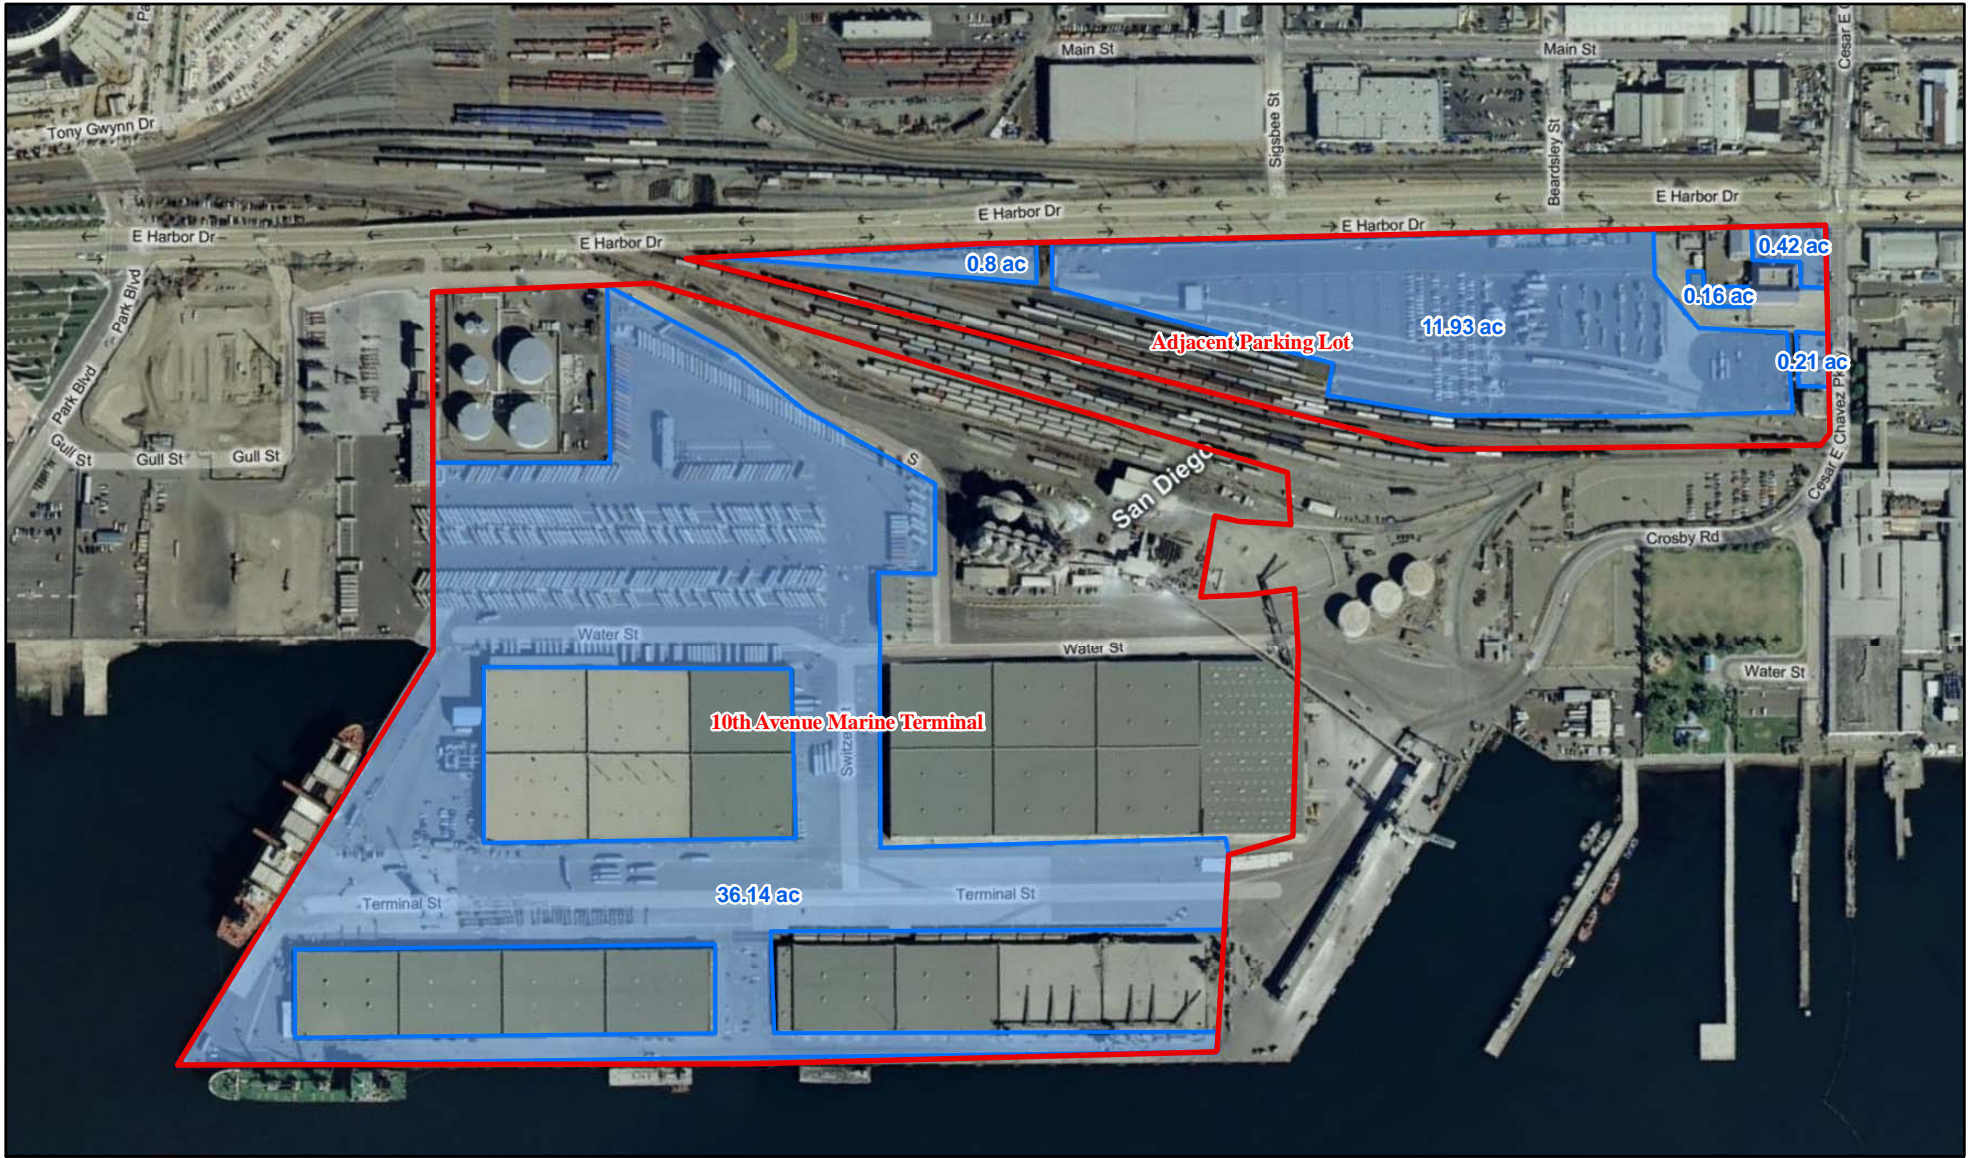 Main St
Main St
Cesar E C
Pa
Tony Gwynn Dr
Sigsbee St
Beardsley St
E Harbor Dr
E Harbor Dr
E Harbor Dr
E Harbor Dr
E Harbor Dr
0.42 ac
0.8 ac
0.16 ac
Park Blvd
11.93 ac
Adjacent Parking Lot
0.21 ac
Park Blvd
Cesar E Chavez Pk
Gull St
Gull St
Gull St
S
San Diego
Crosby Rd
Water St
Water St
Water St
10th Avenue Marine Terminal
Switze
36.14 ac
Terminal St
Terminal St